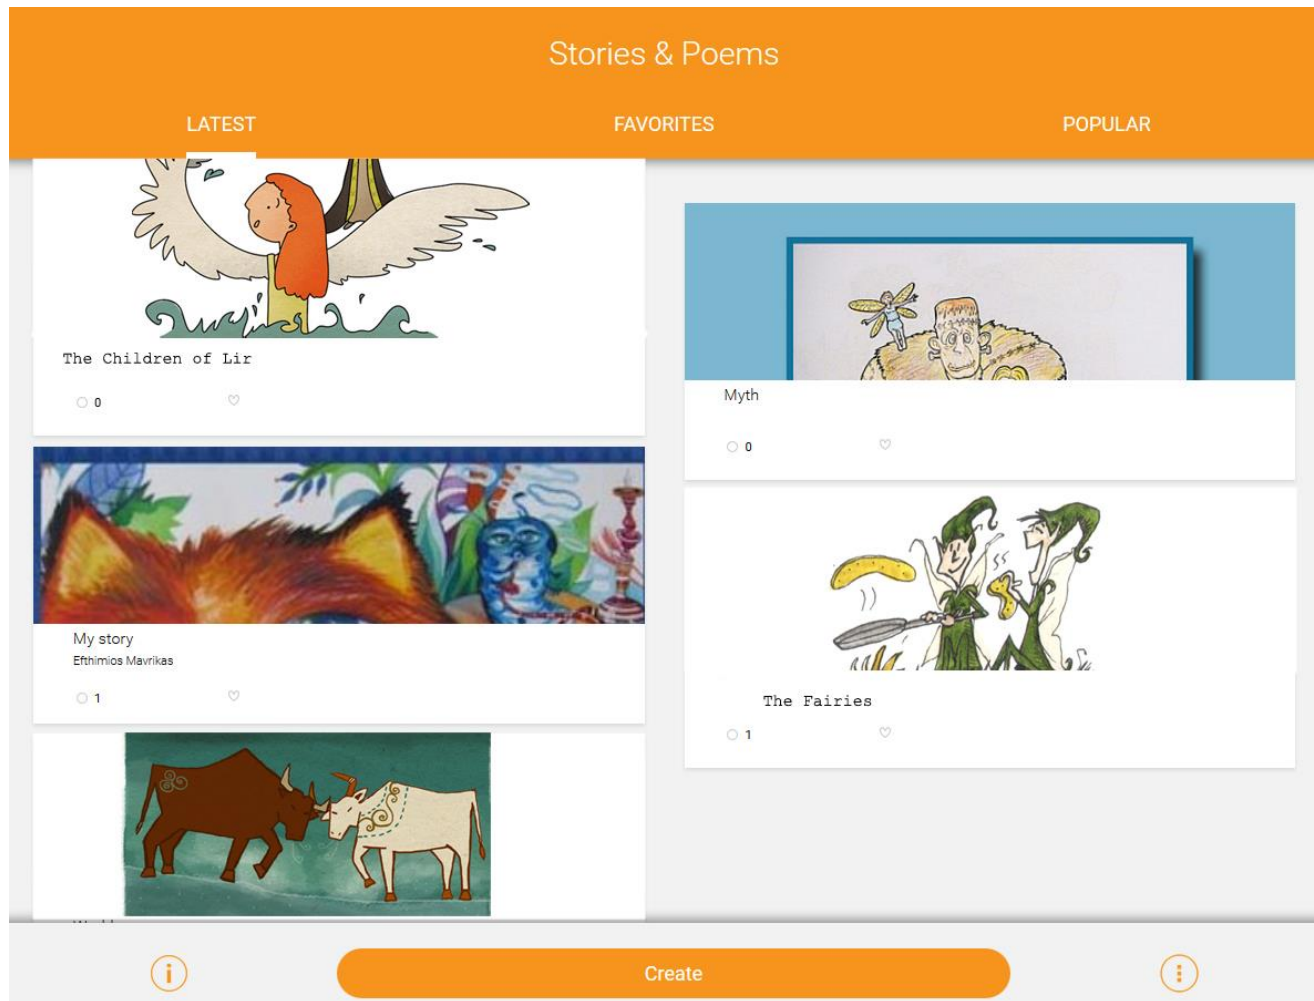 Stories & Poems
LATEST
FAVORITES
POPULAR
The Children of Lir
0
My story
Efthimios Mavrikas
1
Myth
0
The Fairies
1
Create